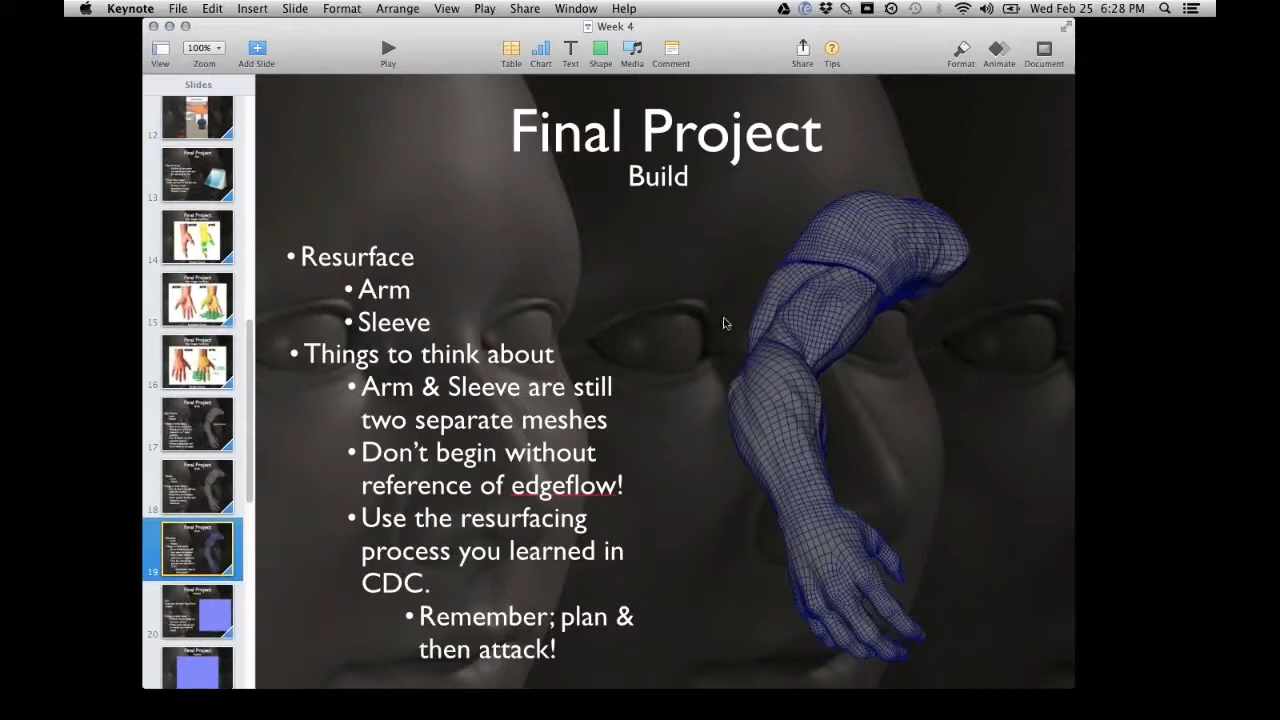 Keynote File Edit Insert Slide Format Arrange View Play Share Window Help Wed Feb 25 6:28 PM
Week 4
100%
View Zoom Add Slide Play Table Chart Text Shape Media Comment Share Tips Format Animate Document
Slides
12
13
14
15
16
17
18
19
20
Final Project
Build
• Resurface
• Arm
• Sleeve
• Things to think about
• Arm & Sleeve are still
two separate meshes
• Don't begin without
reference of edgeflow!
• Use the resurfacing
process you learned in
CDC.
• Remember; plan &
then attack!